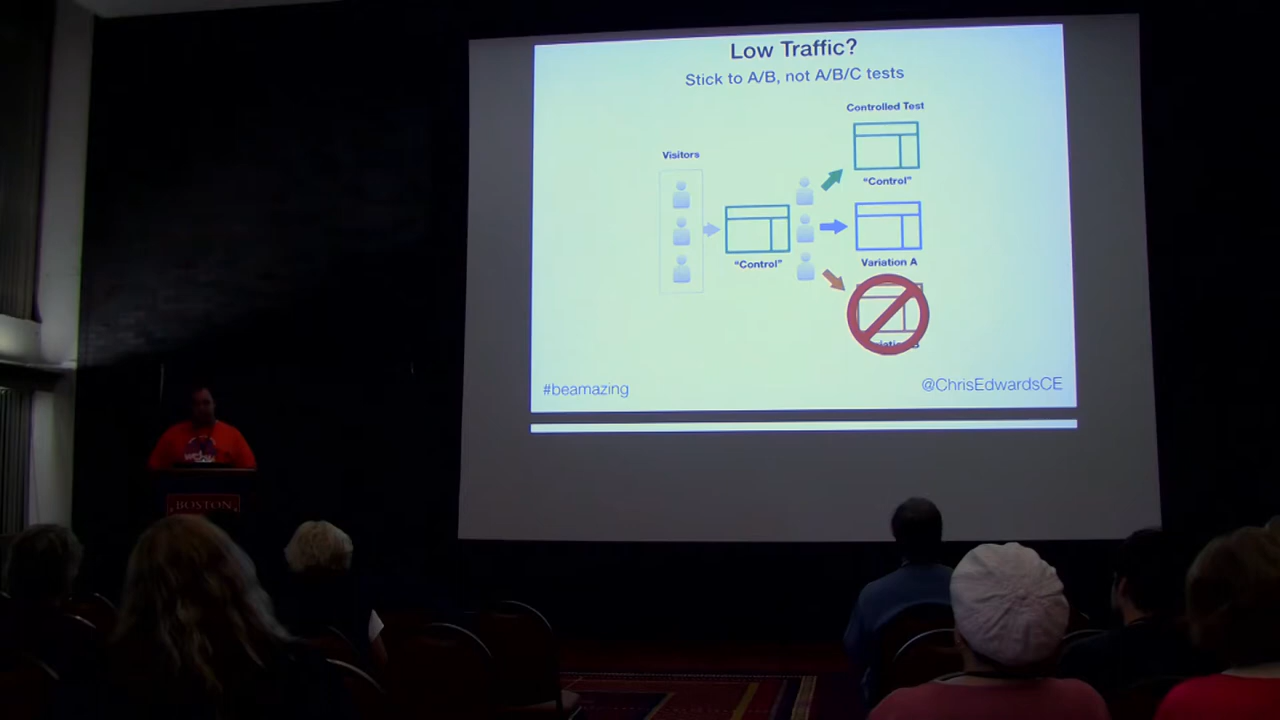 Low Traffic?
Stick to A/B, not A/B/C tests
Controlled Test
Visitors
“Control”
Variation A
“Control”
#beamazing
@ChrisEdwardsCE
BOSTON